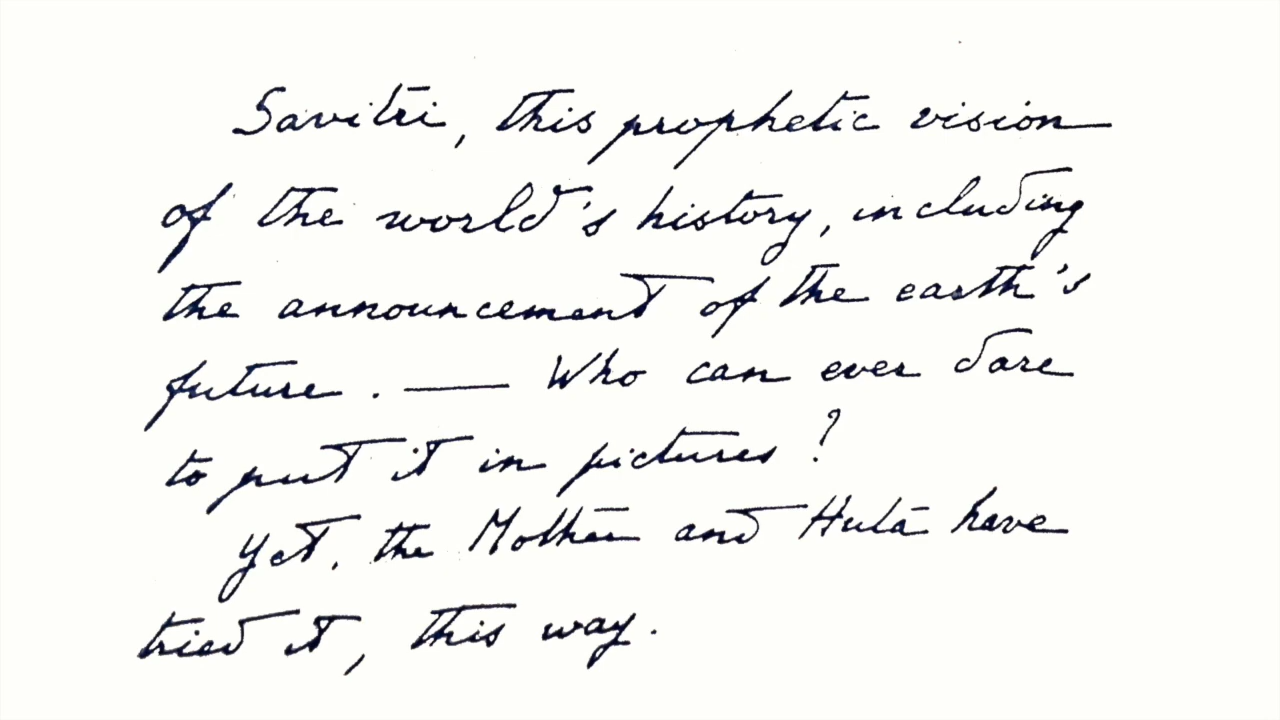 Savitri, this prophetic vision
of the world's history, including
the announcement of the earth's
future. — Who can ever dare
to put it in pictures?
Yet, the Mother and Huta have
tried it, this way.